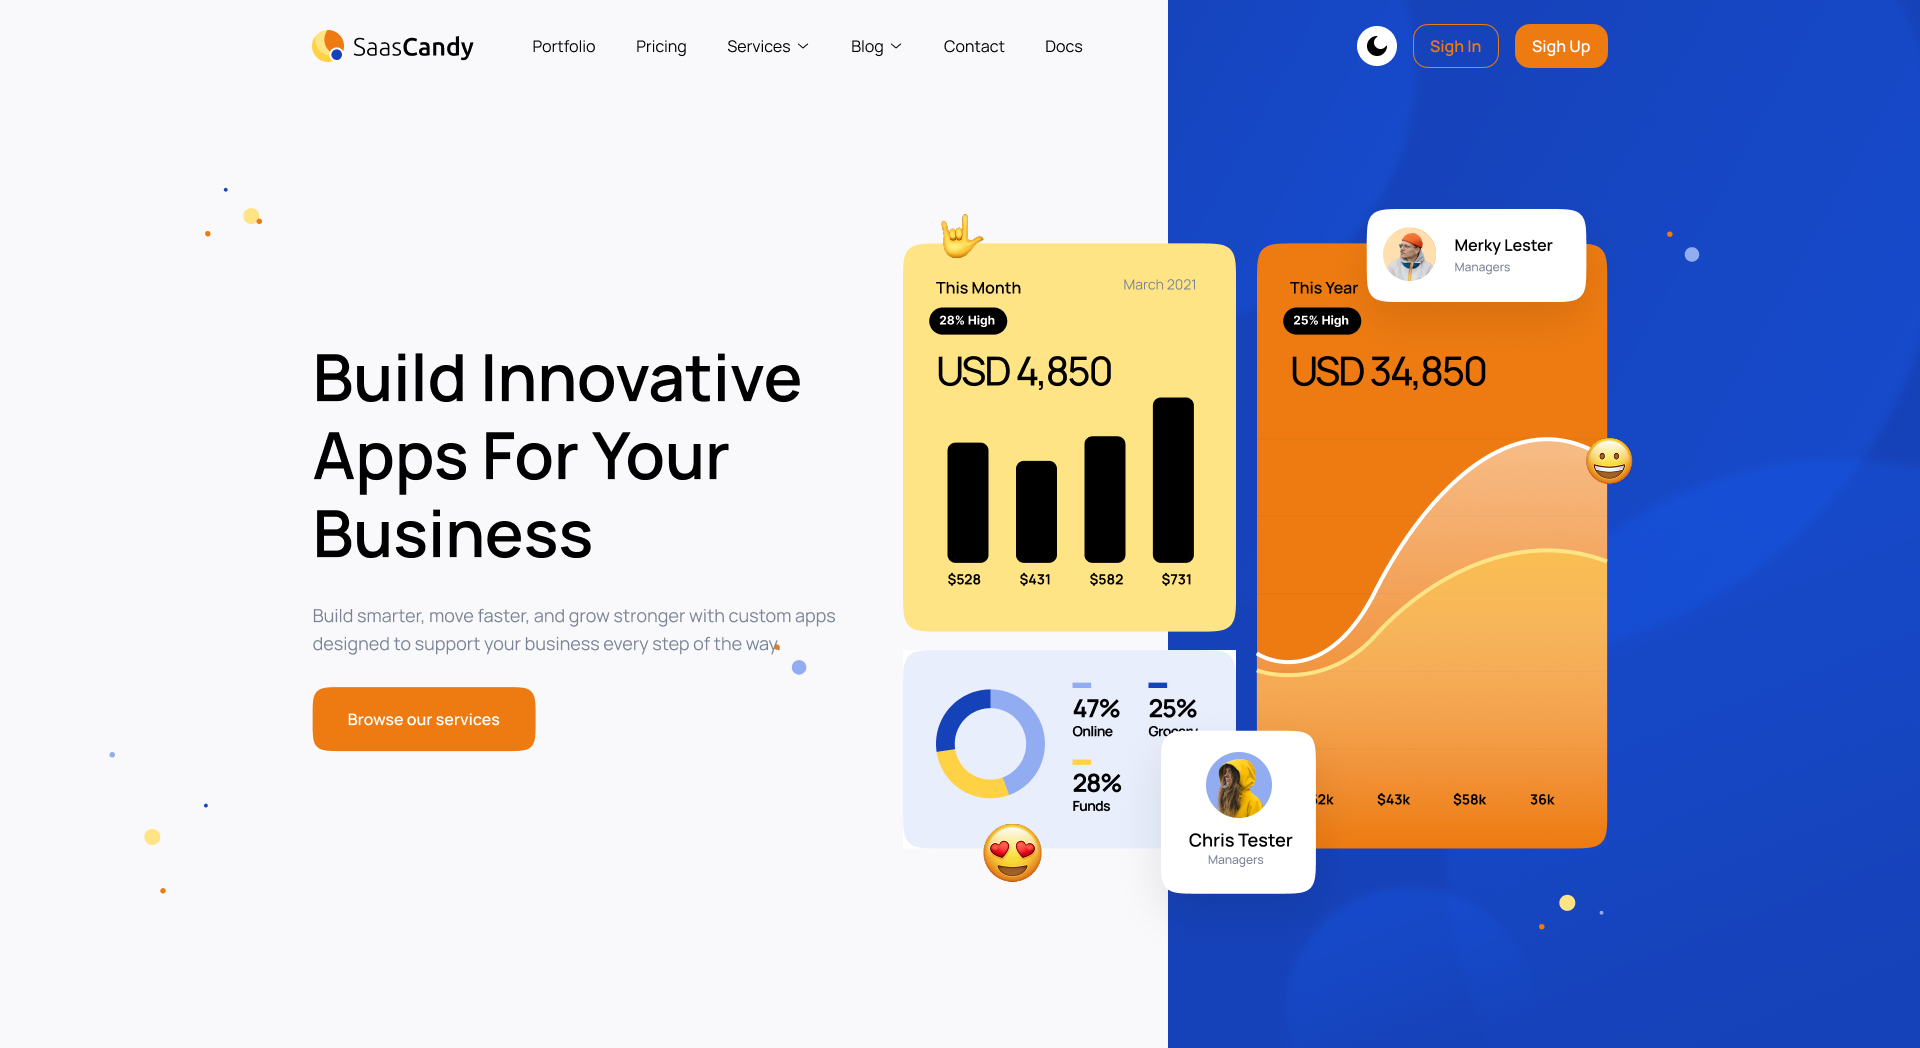 SaasCandy
Portfolio
Pricing
Services
Blog
Contact
Docs
Sigh In
Sigh Up
Build Innovative
Apps For Your
Business
Build smarter, move faster, and grow stronger with custom apps
designed to support your business every step of the way.
Browse our services
This Month
March 2021
28% High
USD 4,850
$528
$431
$582
$731
47%
Online
25%
28%
Funds
This Year
25% High
USD 34,850
Merky Lester
Managers
$43k
$58k
36k
Chris Tester
Managers